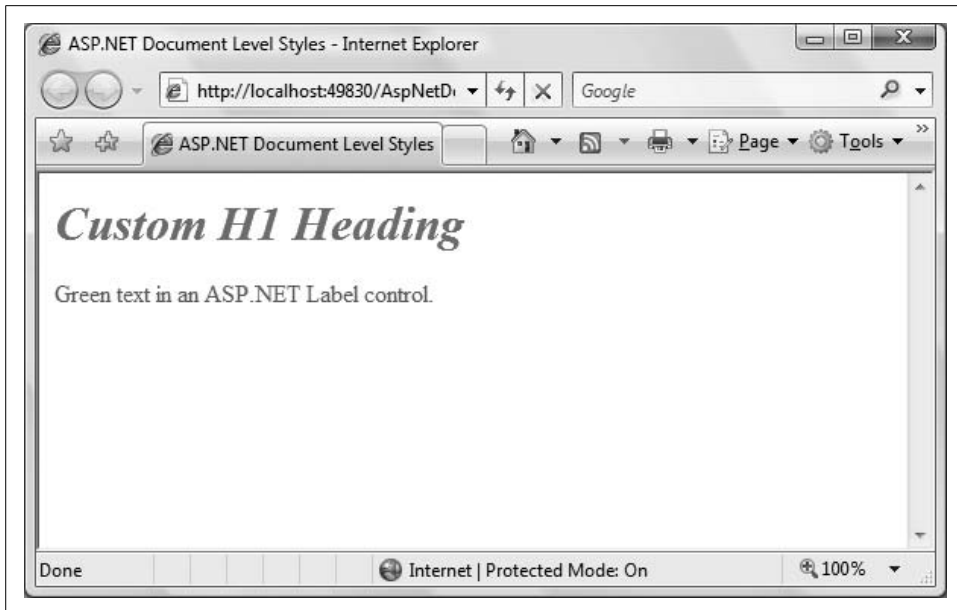 ASP.NET Document Level Styles - Internet Explorer
http://localhost:49830/AspNetD
Google
ASP.NET Document Level Styles
Page
Tools
Custom H1 Heading
Green text in an ASP.NET Label control.
Done
Internet | Protected Mode: On
100%